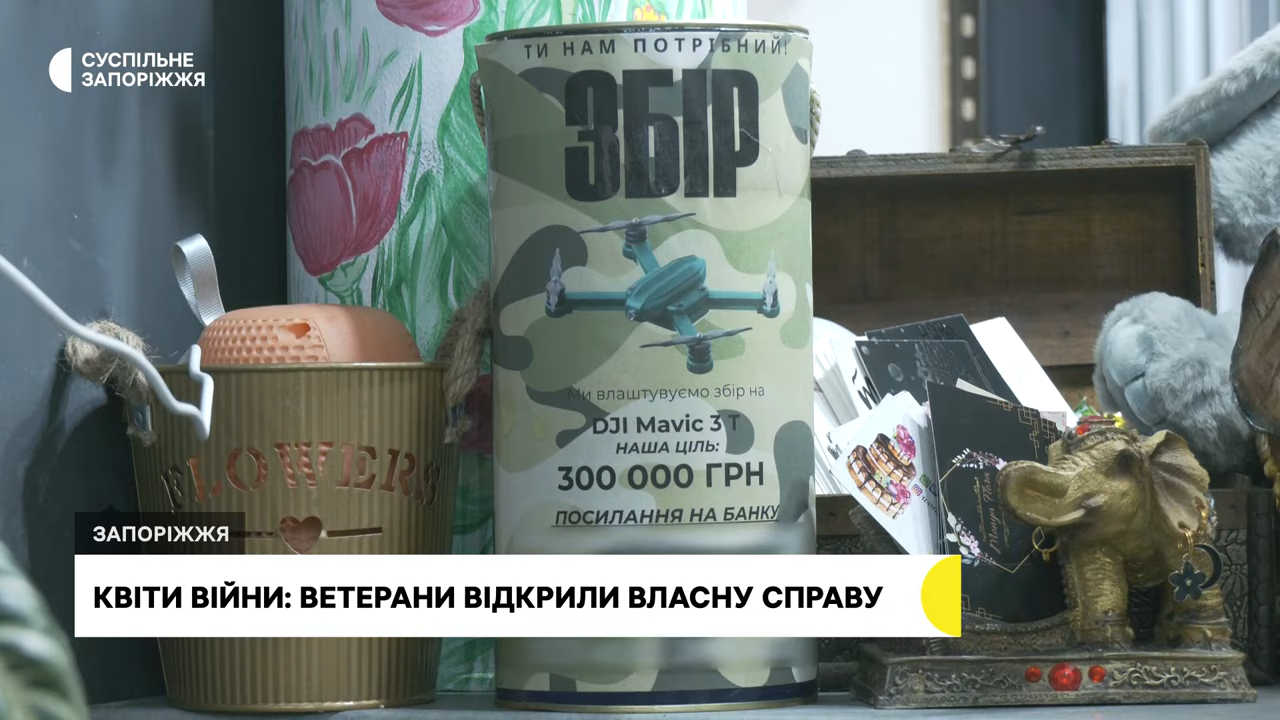 СУСПІЛЬНЕ
ЗАПОРІЖЖЯ
ТИ НАМ ПОТРІБНИЙ!
ЗБІР
Ми влаштувуємо збір на
DJI Mavic 3 T
НАША ЦІЛЬ:
300 000 ГРН
ПОСИЛАННЯ НА БАНКУ
FLOWERS
ЗАПОРІЖЖЯ
КВІТИ ВІЙНИ: ВЕТЕРАНИ ВІДКРИЛИ ВЛАСНУ СПРАВУ